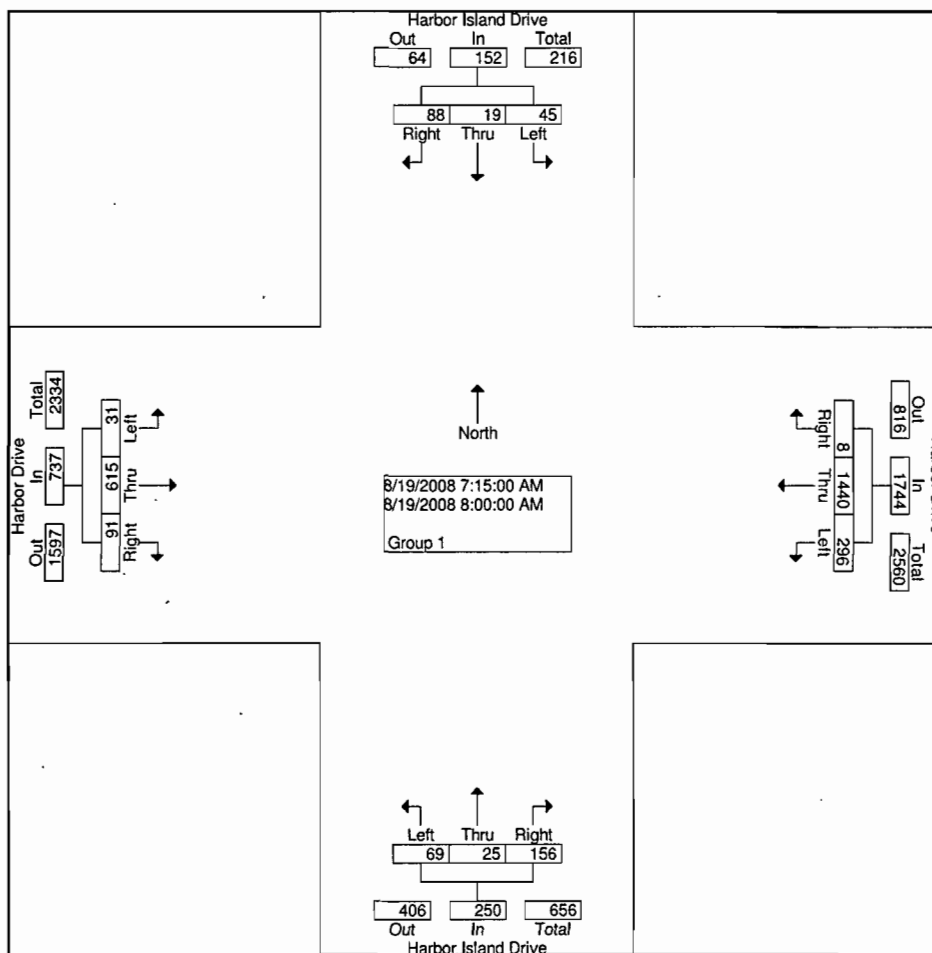 Harbor Island Drive
Out In Total
64 152 216
88 19 45
Right Thru Left
Harbor Drive
Total In Out
2334 737 1597
31 615 91
Left Thru Right
North
8/19/2008 7:15:00 AM
8/19/2008 8:00:00 AM
Group 1
Right Thru Left
8 1440 296
816 1744 2560
Out In Total
Left Thru Right
69 25 156
406 250 656
Out In Total
Harbor Island Drive